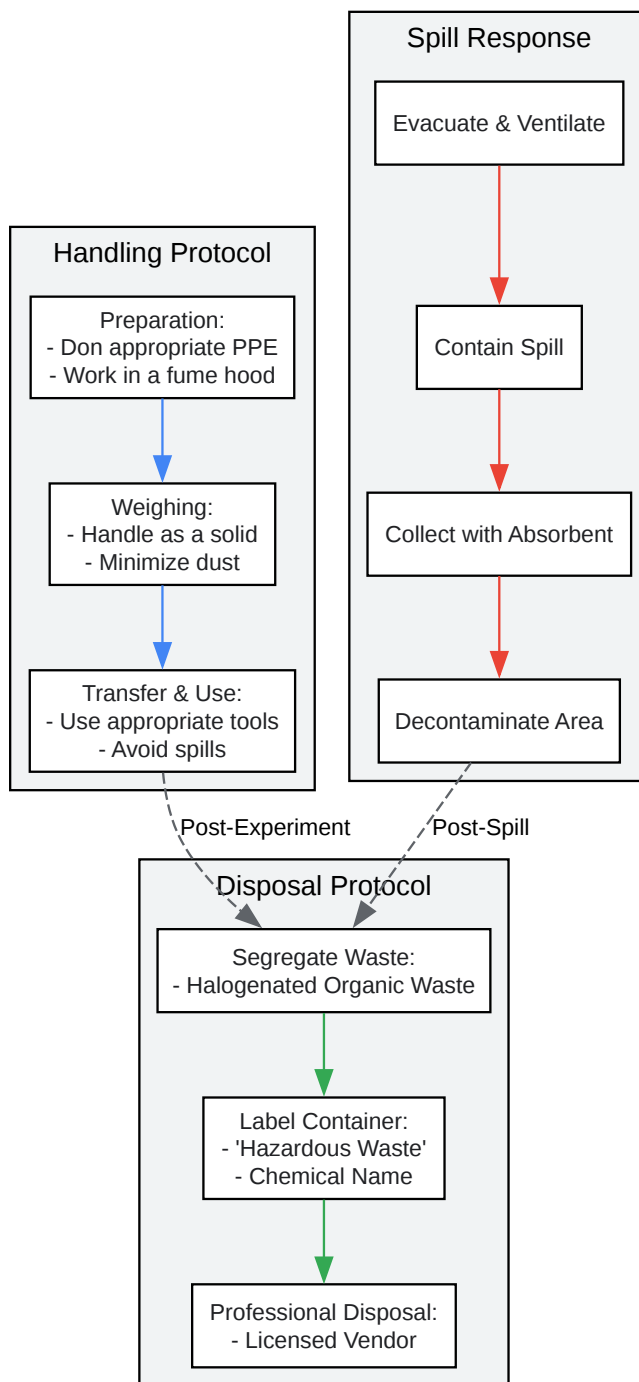 Spill Response
Evacuate & Ventilate
Contain Spill
Collect with Absorbent
Decontaminate Area
Handling Protocol
Preparation:
- Don appropriate PPE
- Work in a fume hood
Weighing:
- Handle as a solid
- Minimize dust
Transfer & Use:
- Use appropriate tools
- Avoid spills
Post-Experiment
Post-Spill
Disposal Protocol
Segregate Waste:
- Halogenated Organic Waste
Label Container:
- 'Hazardous Waste'
- Chemical Name
Professional Disposal:
- Licensed Vendor